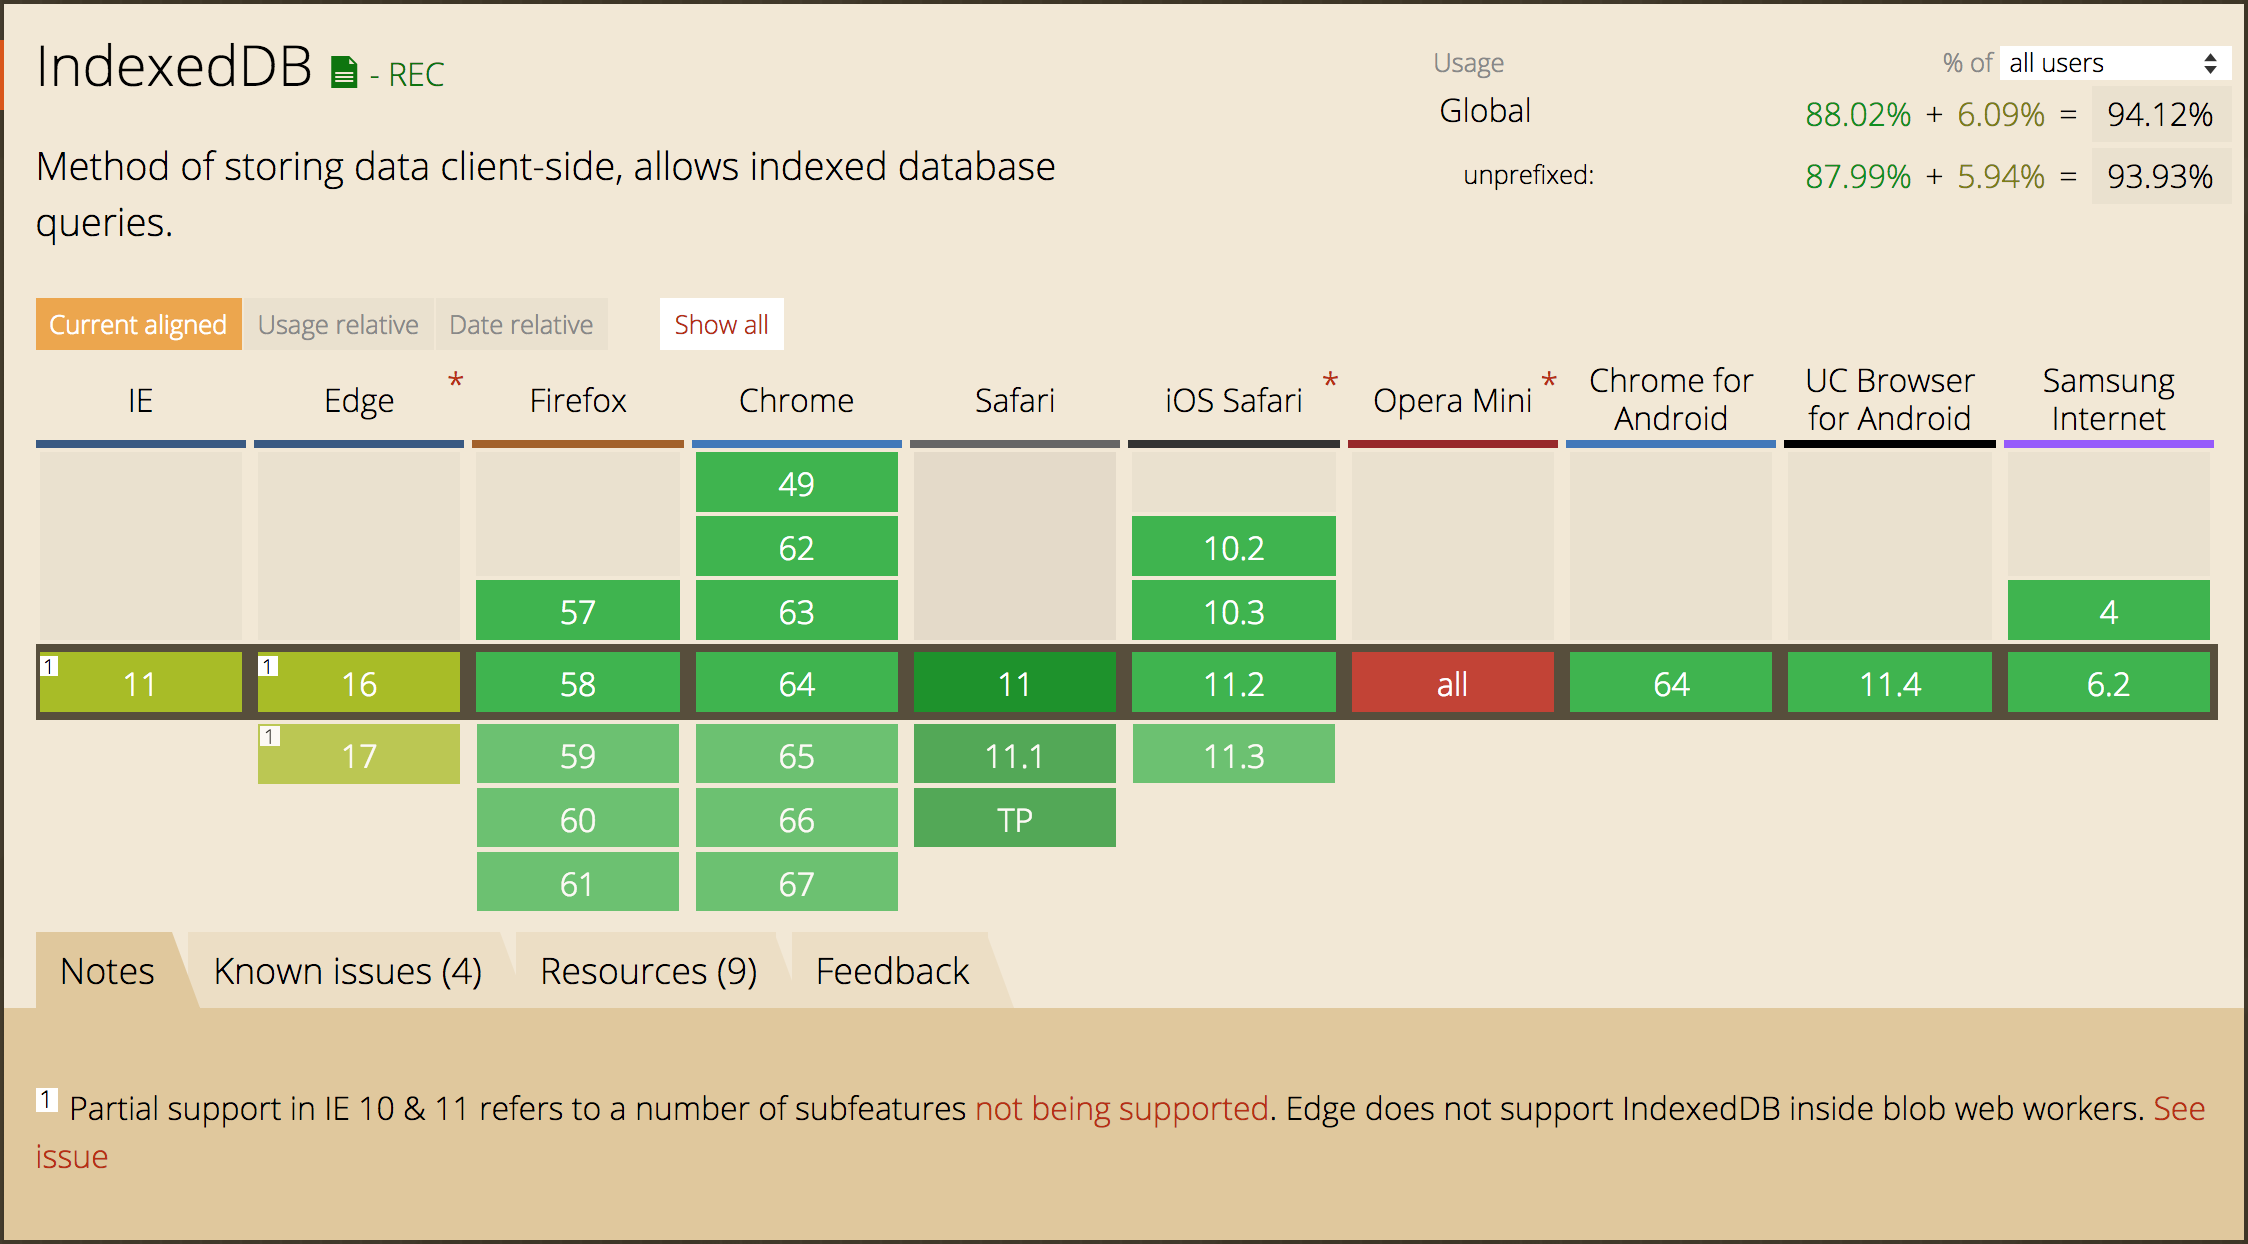 IndexedDB - REC
Usage % of all users
Global 88.02% + 6.09% = 94.12%
unprefixed: 87.99% + 5.94% = 93.93%
Method of storing data client-side, allows indexed database
queries.
Current aligned Usage relative Date relative Show all
IE Edge * Firefox Chrome Safari iOS Safari * Opera Mini * Chrome for Android UC Browser for Android Samsung Internet
49
62 10.2
57 63 10.3 4
1 11 1 16 58 64 11 11.2 all 64 11.4 6.2
1 17 59 65 11.1 11.3
60 66 TP
61 67
Notes Known issues (4) Resources (9) Feedback
1 Partial support in IE 10 & 11 refers to a number of subfeatures not being supported. Edge does not support IndexedDB inside blob web workers. See
issue